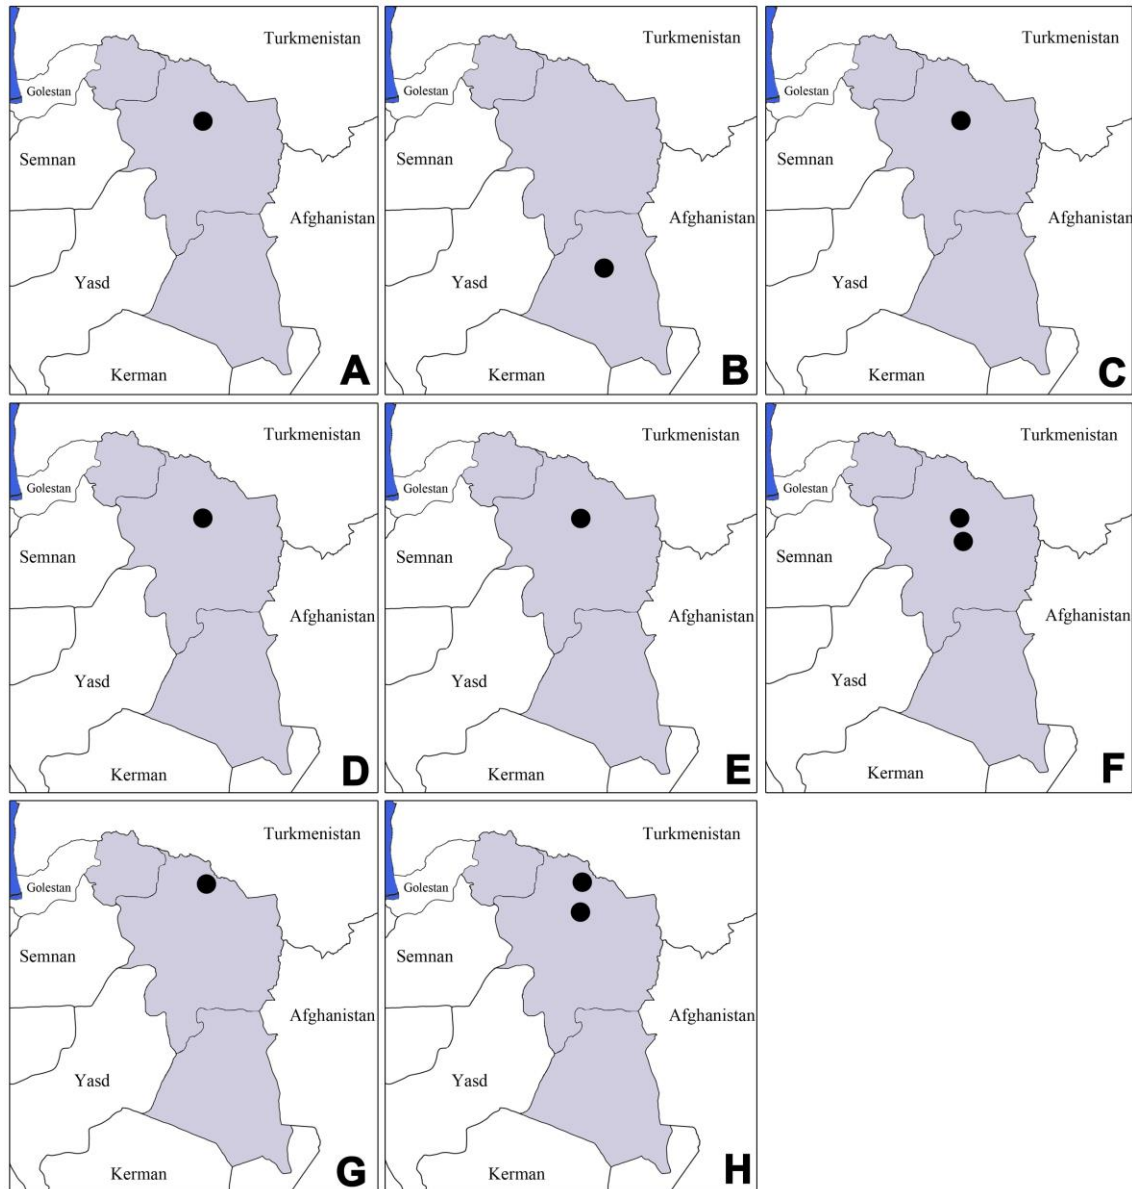 Turkmenistan
Golestan
Semnan
Afghanistan
Yasd
Kerman
A
Turkmenistan
Golestan
Semnan
Afghanistan
Yasd
Kerman
B
Turkmenistan
Golestan
Semnan
Afghanistan
Yasd
Kerman
C
Turkmenistan
Golestan
Semnan
Afghanistan
Yasd
Kerman
D
Turkmenistan
Golestan
Semnan
Afghanistan
Yasd
Kerman
E
Turkmenistan
Golestan
Semnan
Afghanistan
Yasd
Kerman
F
Turkmenistan
Golestan
Semnan
Afghanistan
Yasd
Kerman
G
Turkmenistan
Golestan
Semnan
Afghanistan
Yasd
Kerman
H